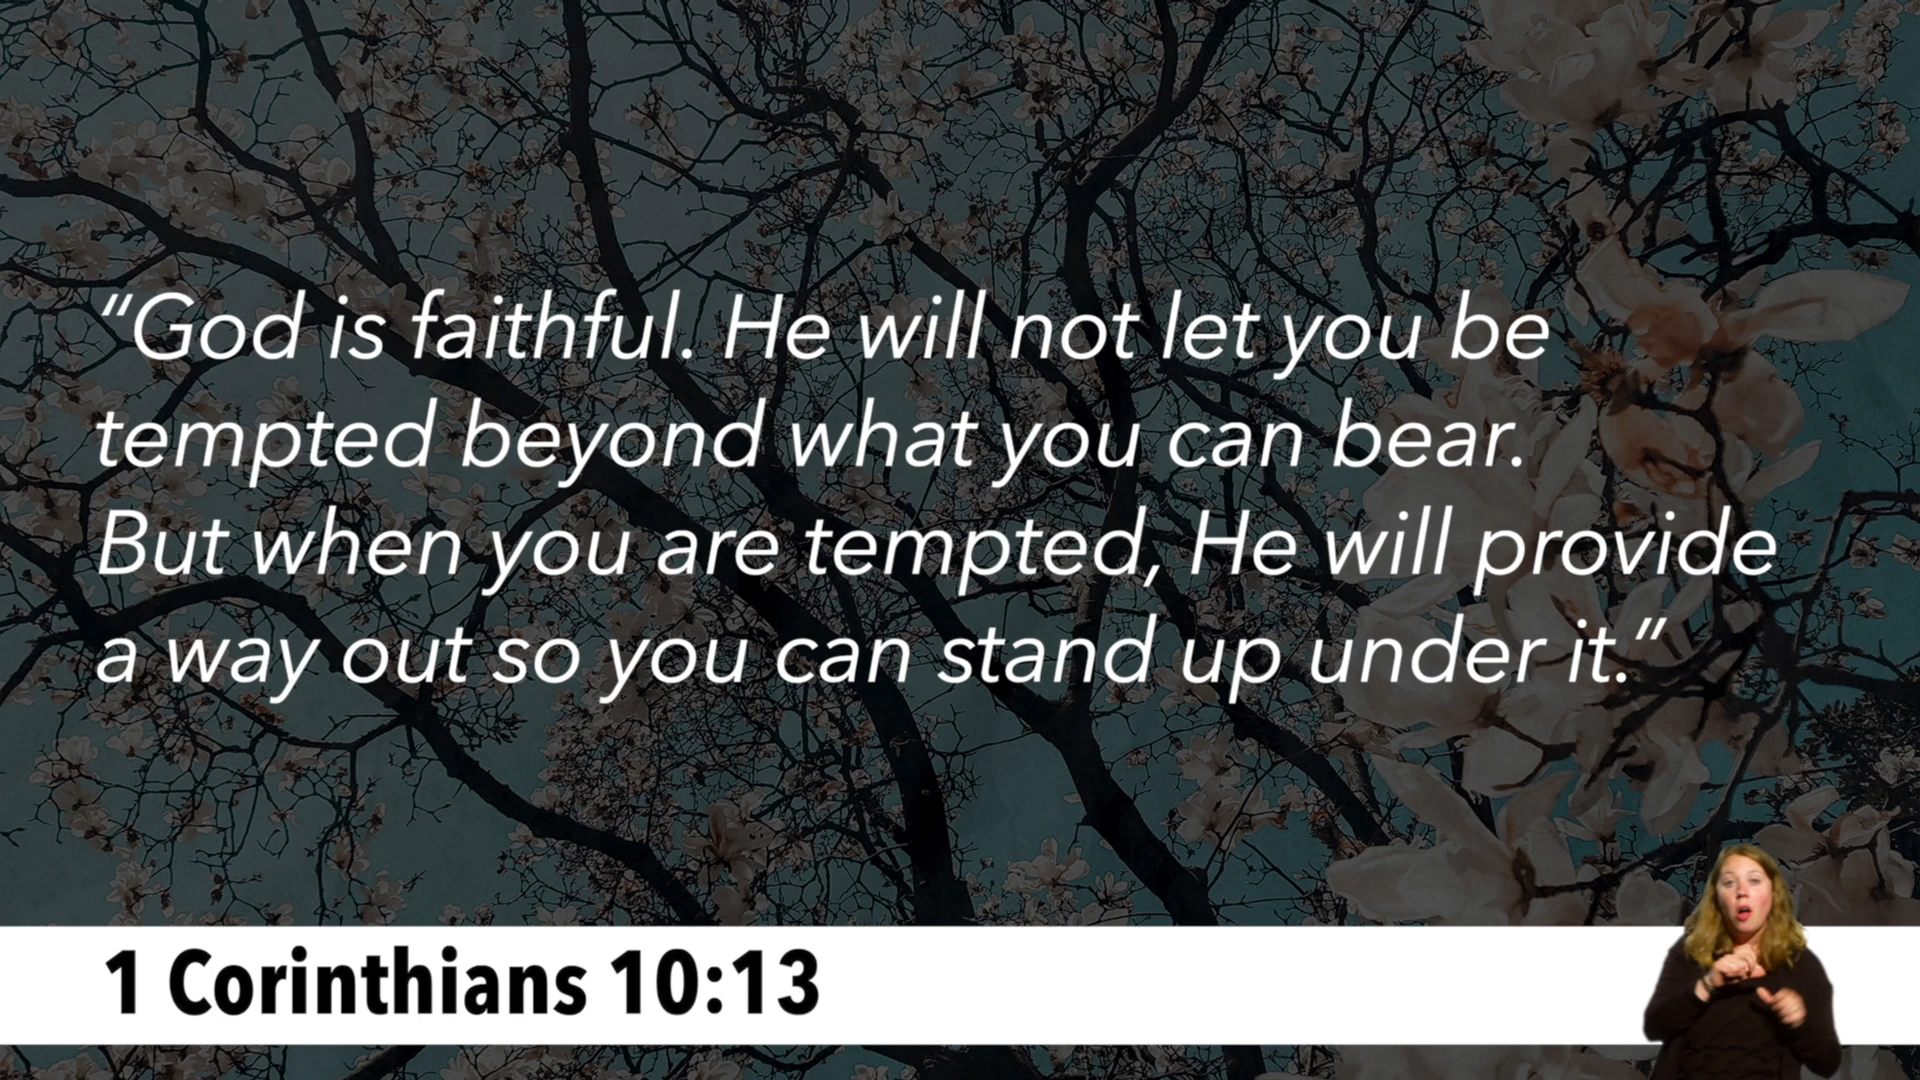 “God is faithful. He will not let you be
tempted beyond what you can bear.
But when you are tempted, He will provide
a way out so you can stand up under it.”
1 Corinthians 10:13